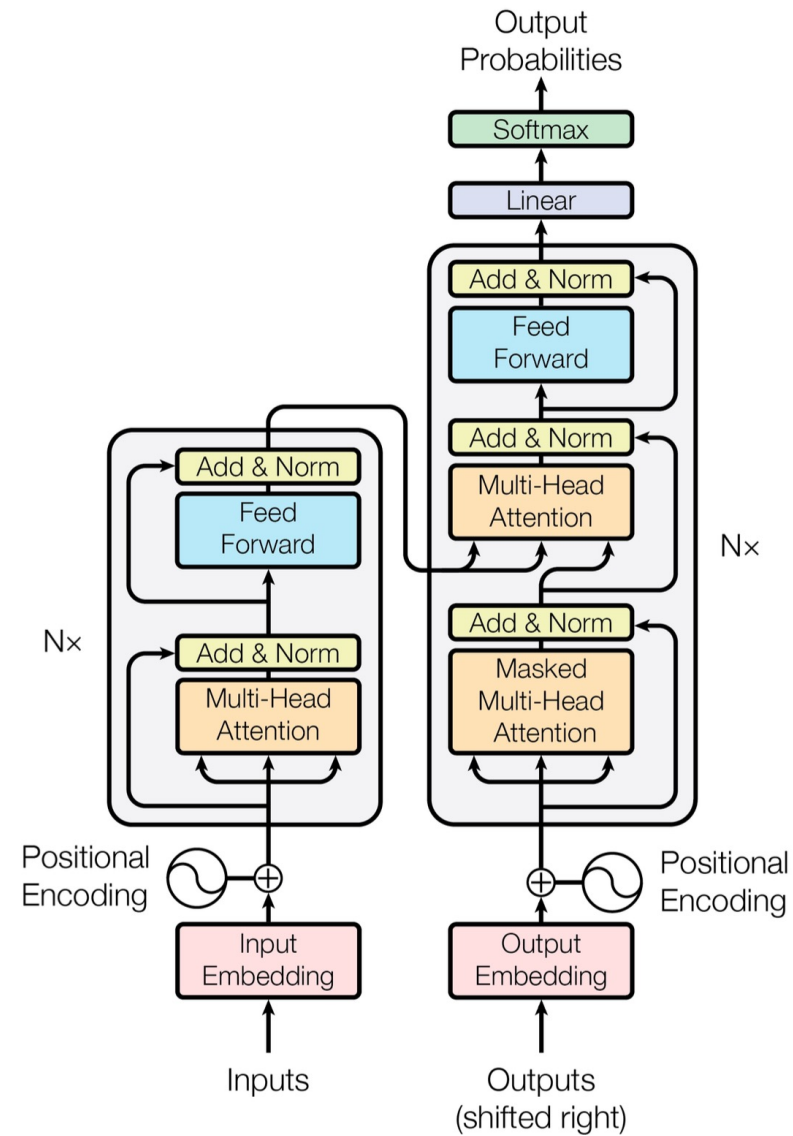 Output
Probabilities
Softmax
Linear
Add & Norm
Feed
Forward
Add & Norm
Multi-Head
Attention
Nx
Add & Norm
Masked
Multi-Head
Attention
Add & Norm
Feed
Forward
Nx
Add & Norm
Multi-Head
Attention
Positional
Encoding
Positional
Encoding
Input
Embedding
Output
Embedding
Inputs
Outputs
(shifted right)